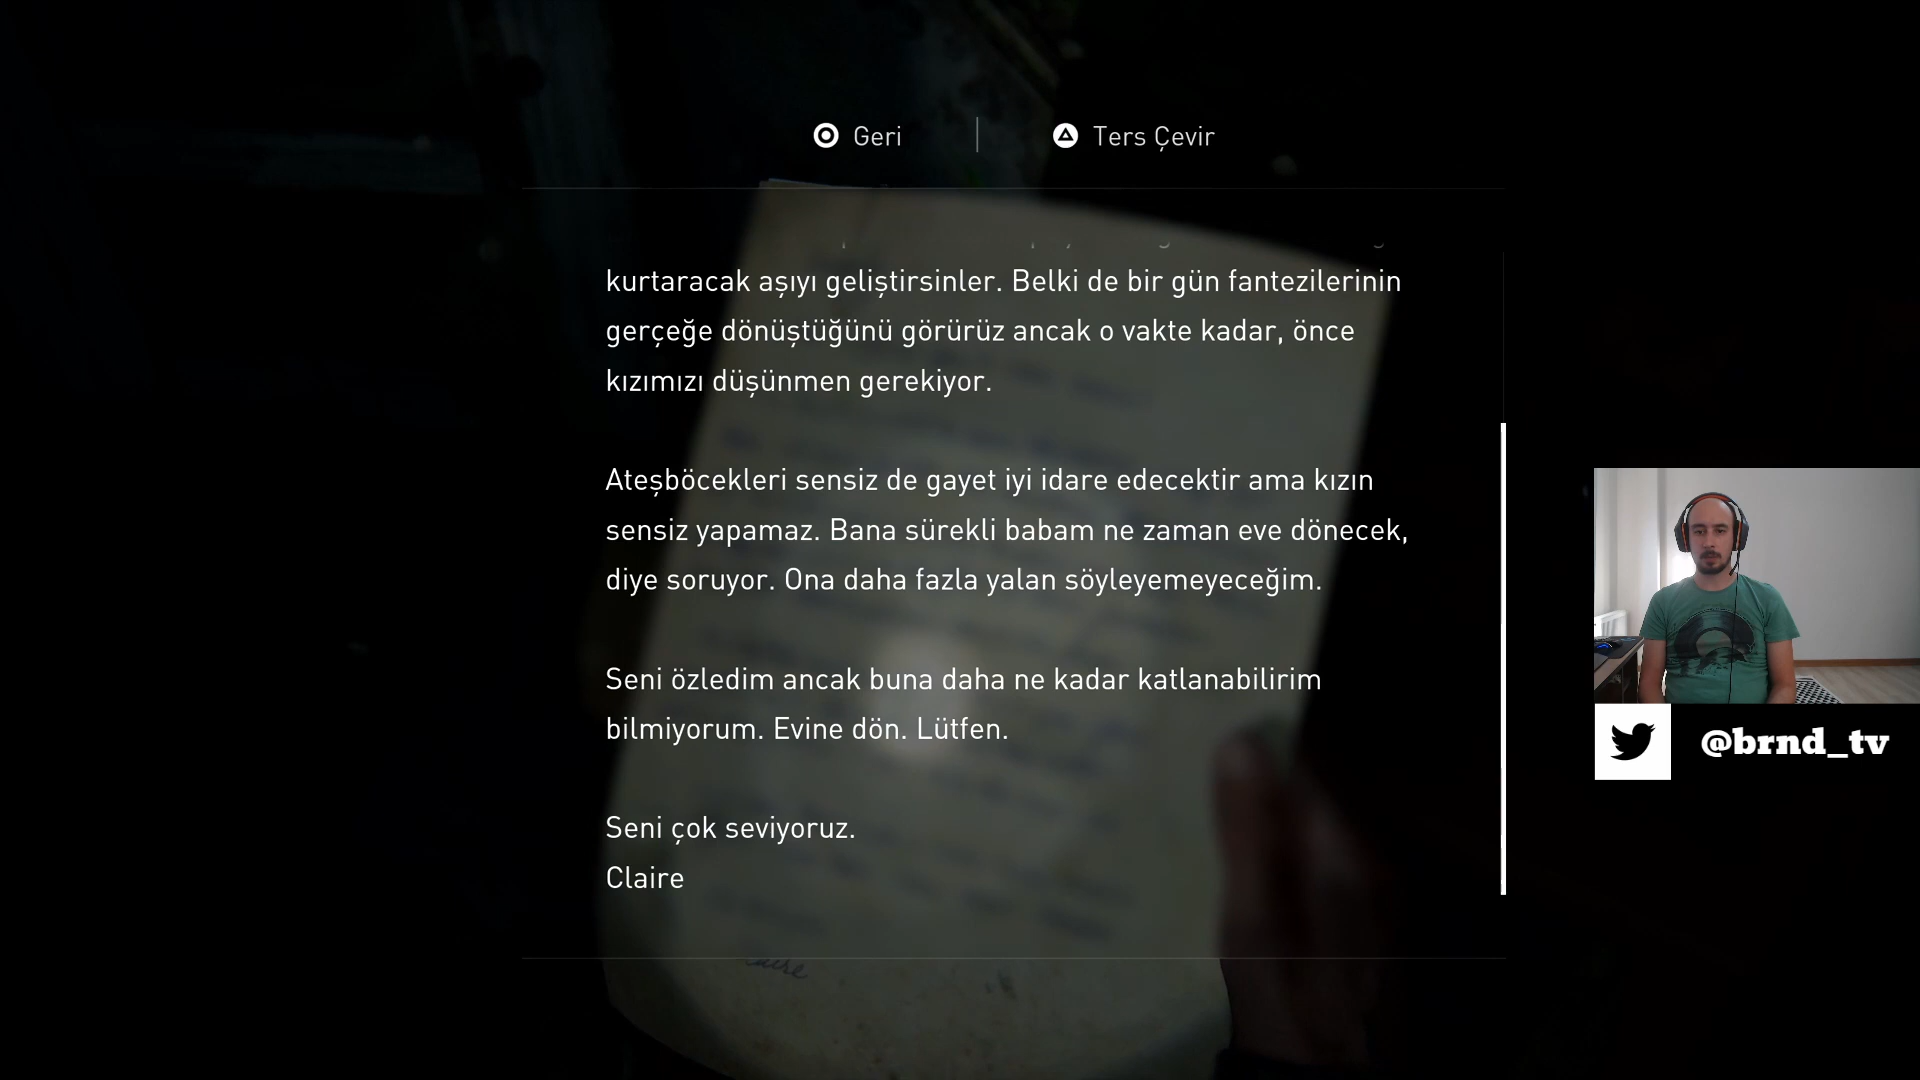 Geri
Ters Çevir
kurtaracak aşıyı geliştirsinler. Belki de bir gün fantezilerinin
gerçeğe dönüştüğünü görürüz ancak o vakte kadar, önce
kızımızı düşünmen gerekiyor.
Ateşböcekleri sensiz de gayet iyi idare edecektir ama kızın
sensiz yapamaz. Bana sürekli babam ne zaman eve dönecek,
diye soruyor. Ona daha fazla yalan söyleyemeyeceğim.
Seni özledim ancak buna daha ne kadar katlanabilirim
bilmiyorum. Evine dön. Lütfen.
Seni çok seviyoruz.
Claire
@brnd_tv